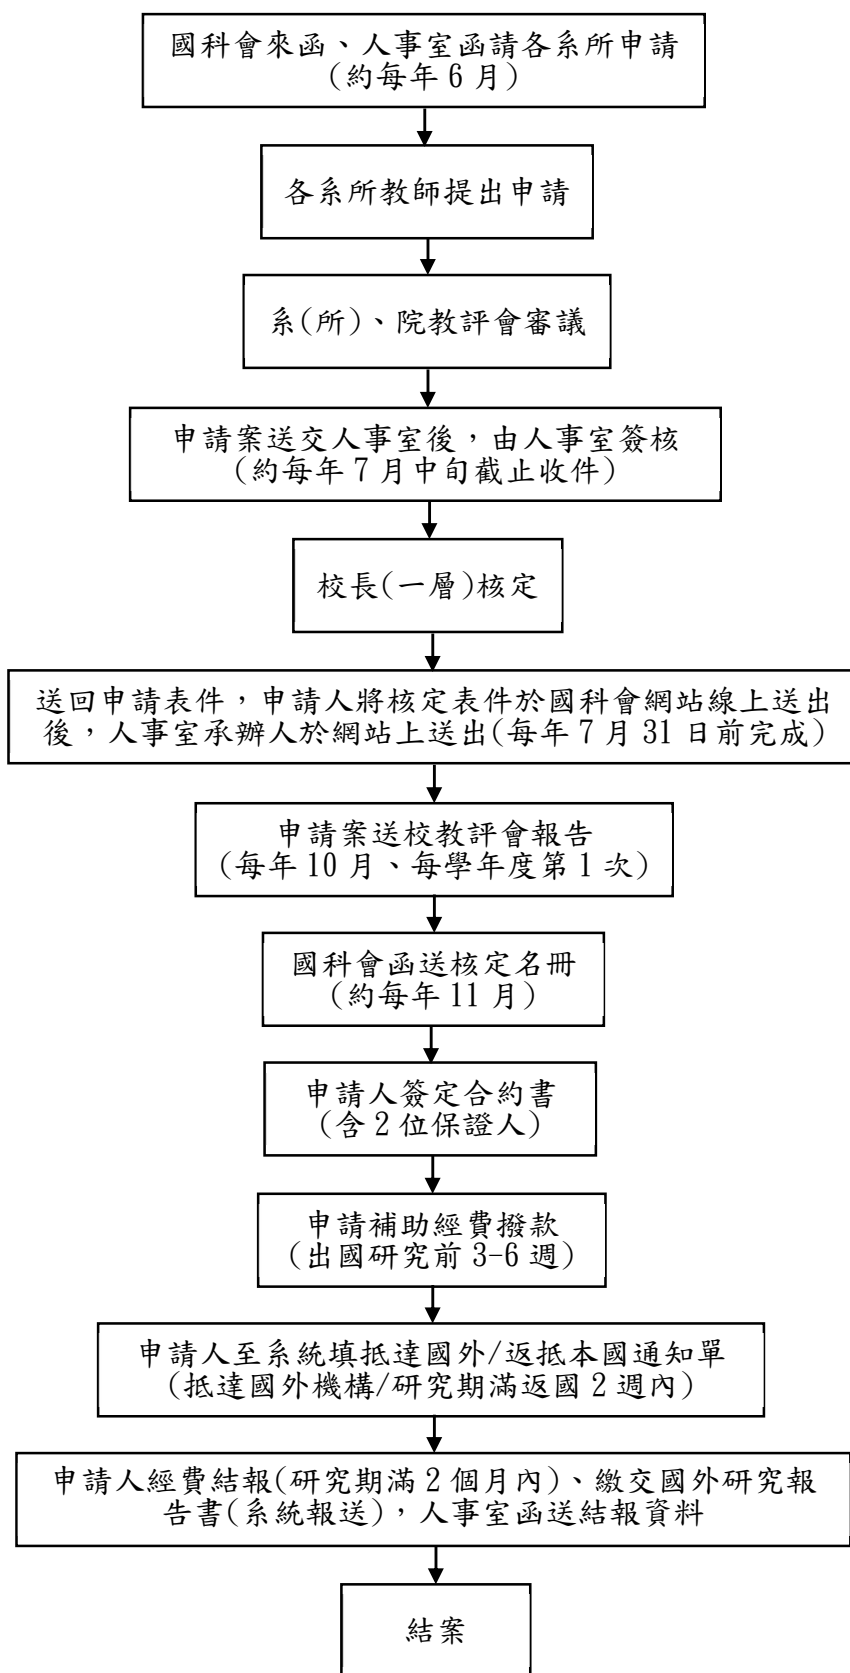 國科會來函、人事室函請各系所申請
(約每年 6 月)
各系所教師提出申請
系(所)、院教評會審議
申請案送交人事室後，由人事室簽核
(約每年 7 月中旬截止收件)
校長(一層)核定
送回申請表件，申請人將核定表件於國科會網站線上送出
後，人事室承辦人於網站上送出(每年 7 月 31 日前完成)
申請案送校教評會報告
(每年 10 月、每學年度第 1 次)
國科會函送核定名冊
(約每年 11 月)
申請人簽定合約書
(含 2 位保證人)
申請補助經費撥款
(出國研究前 3-6 週)
申請人至系統填抵達國外/返抵本國通知單
(抵達國外機構/研究期滿返國 2 週內)
申請人經費結報(研究期滿 2 個月內)、繳交國外研究報
告書(系統報送)，人事室函送結報資料
結案